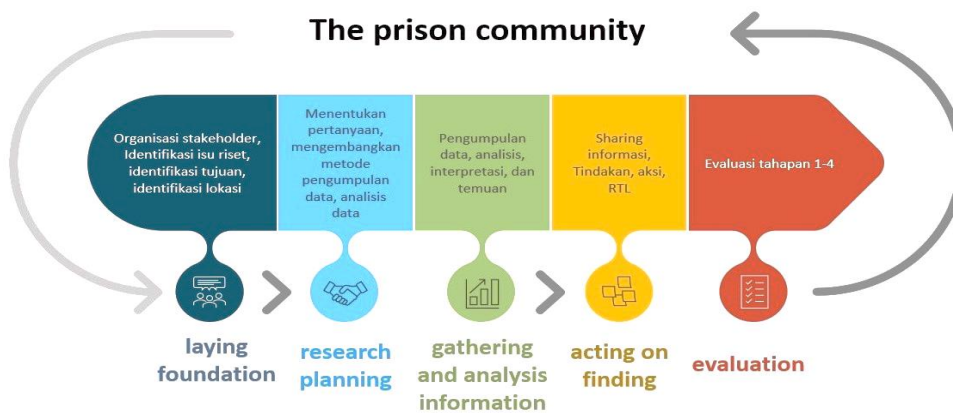 The prison community
Organisasi stakeholder,
Identifikasi isu riset,
identifikasi tujuan,
identifikasi lokasi
Menentukan
pertanyaan,
mengembangkan
metode
pengumpulan
data, analisis
data
Pengumpulan
data, analisis,
interpretasi, dan
temuan
Sharing
informasi,
Tindakan, aksi,
RTL
Evaluasi tahapan 1-4
laying
foundation
research
planning
gathering
and analysis
information
acting on
finding
evaluation